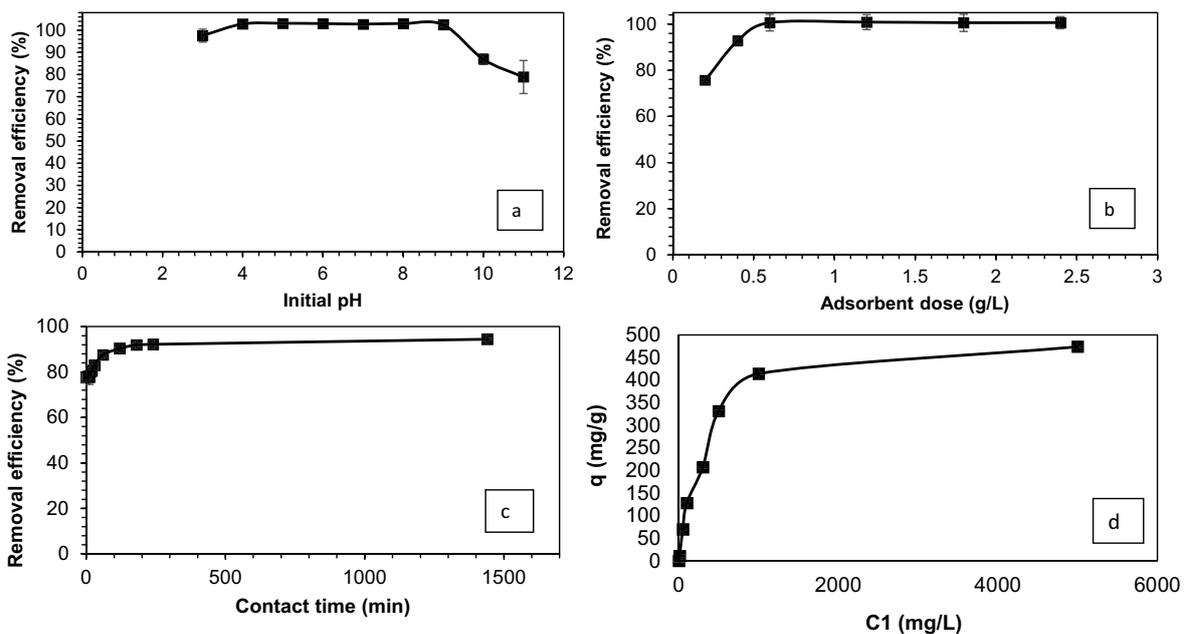 Removal efficiency (%)
100
90
80
70
60
50
40
30
20
10
0
0 2 4 6 8 10 12
Initial pH
a
Removal efficiency (%)
100
80
60
40
20
0
0 0.5 1 1.5 2 2.5 3
Adsorbent dose (g/L)
b
Removal efficiency (%)
100
80
60
40
20
0
0 500 1000 1500
Contact time (min)
c
q (mg/g)
500
450
400
350
300
250
200
150
100
50
0
0 2000 4000 6000
C1 (mg/L)
d